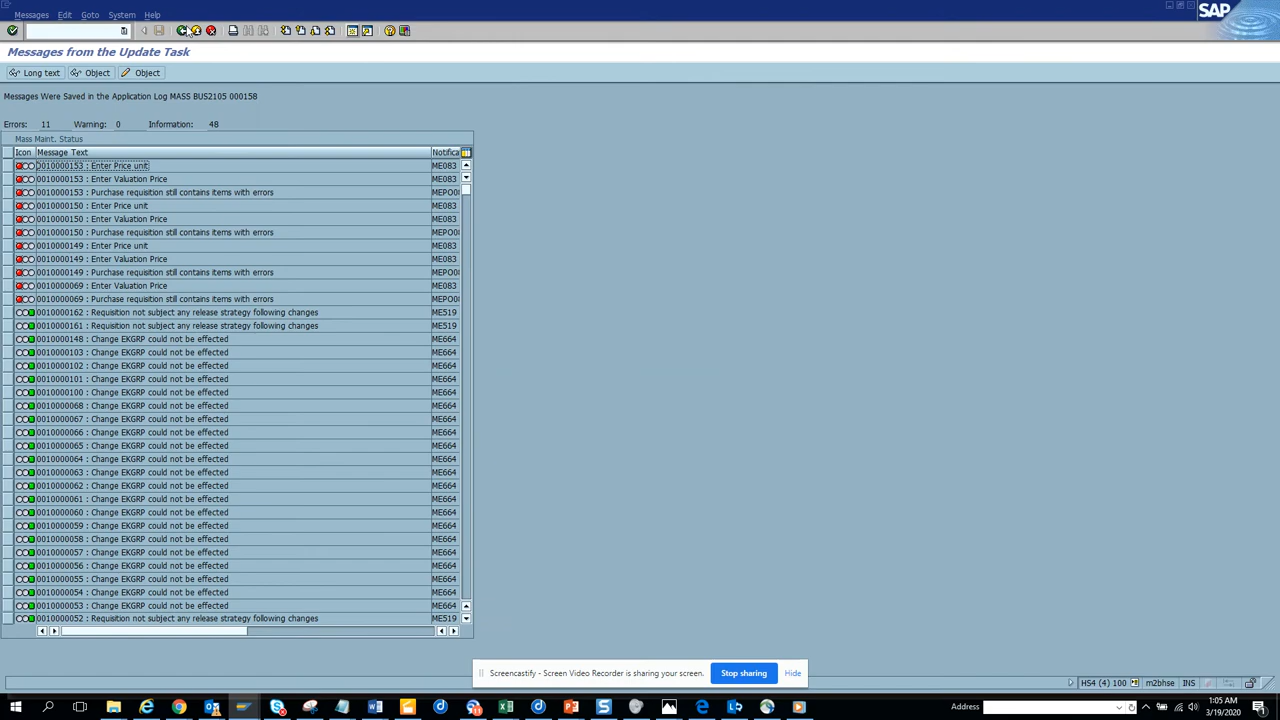 Messages Edit Goto System Help
SAP
Messages from the Update Task
Long text Object Object
Messages Were Saved in the Application Log MASS BUS2105 000158
Errors: 11 Warning: 0 Information: 48
Mass Maint. Status
Icon Message Text Notifica
0010000153 : Enter Price unit ME083
0010000153 : Enter Valuation Price ME083
0010000153 : Purchase requisition still contains items with errors MEPO00
0010000150 : Enter Price unit ME083
0010000150 : Enter Valuation Price ME083
0010000150 : Purchase requisition still contains items with errors MEPO00
0010000149 : Enter Price unit ME083
0010000149 : Enter Valuation Price ME083
0010000149 : Purchase requisition still contains items with errors MEPO00
0010000069 : Enter Valuation Price ME083
0010000069 : Purchase requisition still contains items with errors MEPO00
0010000162 : Requisition not subject any release strategy following changes ME519
0010000161 : Requisition not subject any release strategy following changes ME519
0010000148 : Change EKGRP could not be effected ME664
0010000103 : Change EKGRP could not be effected ME664
0010000102 : Change EKGRP could not be effected ME664
0010000101 : Change EKGRP could not be effected ME664
0010000100 : Change EKGRP could not be effected ME664
0010000068 : Change EKGRP could not be effected ME664
0010000067 : Change EKGRP could not be effected ME664
0010000066 : Change EKGRP could not be effected ME664
0010000065 : Change EKGRP could not be effected ME664
0010000064 : Change EKGRP could not be effected ME664
0010000063 : Change EKGRP could not be effected ME664
0010000062 : Change EKGRP could not be effected ME664
0010000061 : Change EKGRP could not be effected ME664
0010000060 : Change EKGRP could not be effected ME664
0010000059 : Change EKGRP could not be effected ME664
0010000058 : Change EKGRP could not be effected ME664
0010000057 : Change EKGRP could not be effected ME664
0010000056 : Change EKGRP could not be effected ME664
0010000055 : Change EKGRP could not be effected ME664
0010000054 : Change EKGRP could not be effected ME664
0010000053 : Change EKGRP could not be effected ME664
0010000052 : Requisition not subject any release strategy following changes ME519
Screencastify - Screen Video Recorder is sharing your screen. Stop sharing Hide
HS4 (4) 100 m2bhse INS
Address 1:05 AM
3/19/2020